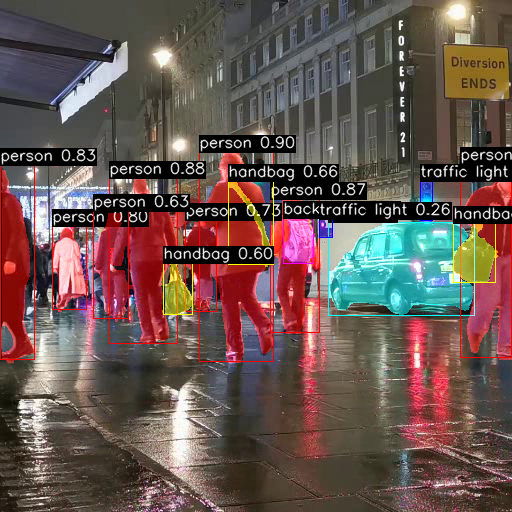 FOREVER 21
Diversion
ENDS
person 0.90
person 0.83
person
person 0.88
handbag 0.66
traffic light
person 0.87
person 0.63
person 0.73
backtraffic light 0.26
handba
person 0.80
handbag 0.60